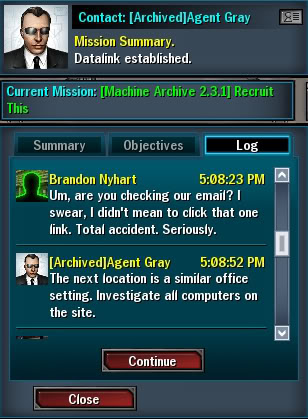 Contact: [Archived]Agent Gray
Mission Summary.
Datalink established.
Current Mission: [Machine Archive 2.3.1] Recruit
This
Summary
Objectives
Log
Brandon Nyhart 5:08:23 PM
Um, are you checking our email? I
swear, I didn't mean to click that one
link. Total accident. Seriously.
[Archived]Agent Gray 5:08:52 PM
The next location is a similar office
setting. Investigate all computers on
the site.
Continue
Close